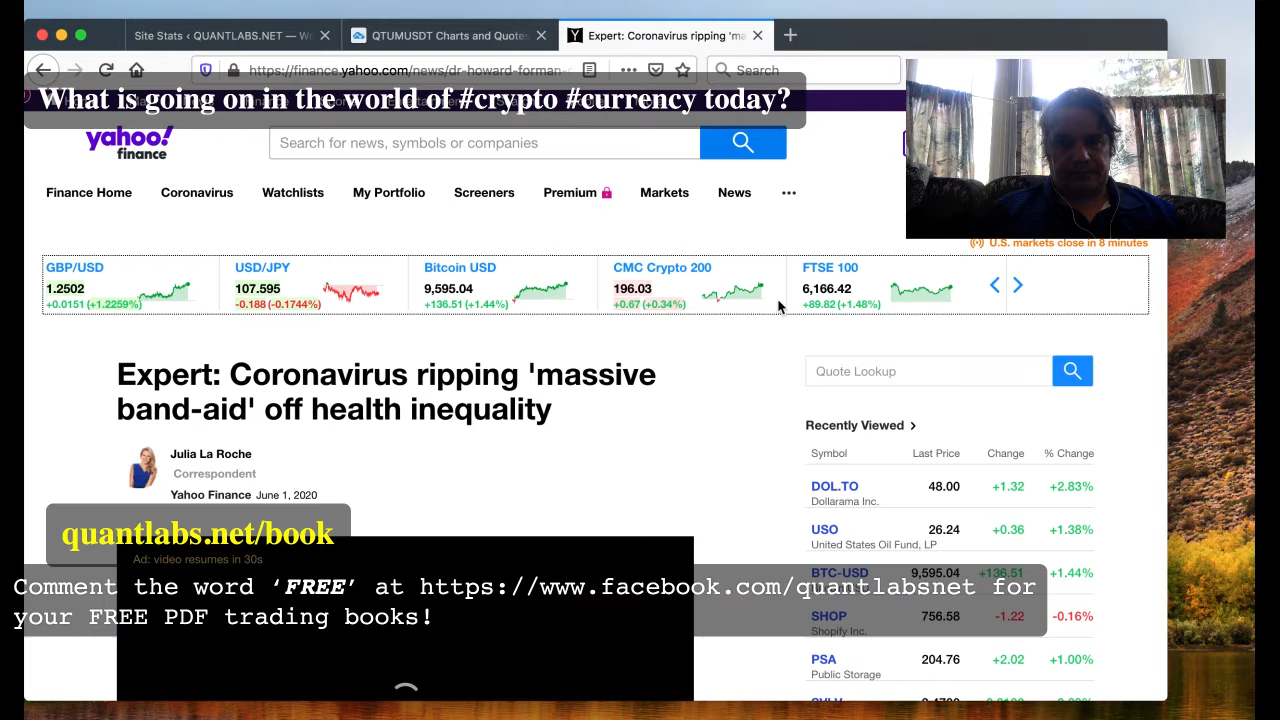 Site Stats ‹ QUANTLABS.NET — Wo
QTUMUSDT Charts and Quotes
Expert: Coronavirus ripping 'ma
https://finance.yahoo.com/news/dr-howard-forman-
Search
What is going on in the world of #crypto #currency today?
yahoo!
finance
Search for news, symbols or companies
Finance Home Coronavirus Watchlists My Portfolio Screeners Premium Markets News
U.S. markets close in 8 minutes
GBP/USD USD/JPY Bitcoin USD CMC Crypto 200 FTSE 100
1.2502 107.595 9,595.04 196.03 6,166.42
+0.0151 (+1.2259%) -0.188 (-0.1744%) +136.51 (+1.44%) +0.67 (+0.34%) +89.82 (+1.48%)
Expert: Coronavirus ripping 'massive
band-aid' off health inequality
Julia La Roche
Correspondent
Yahoo Finance June 1, 2020
Quote Lookup
Recently Viewed
Symbol Last Price Change % Change
DOL.TO 48.00 +1.32 +2.83%
Dollarama Inc.
USO 26.24 +0.36 +1.38%
United States Oil Fund, LP
BTC-USD 9,595.04 +136.51 +1.44%
SHOP 756.58 -1.22 -0.16%
Shopify Inc.
PSA 204.76 +2.02 +1.00%
Public Storage
quantlabs.net/book
Ad: video resumes in 30s
Comment the word ‘FREE’ at https://www.facebook.com/quantlabsnet for
your FREE PDF trading books!